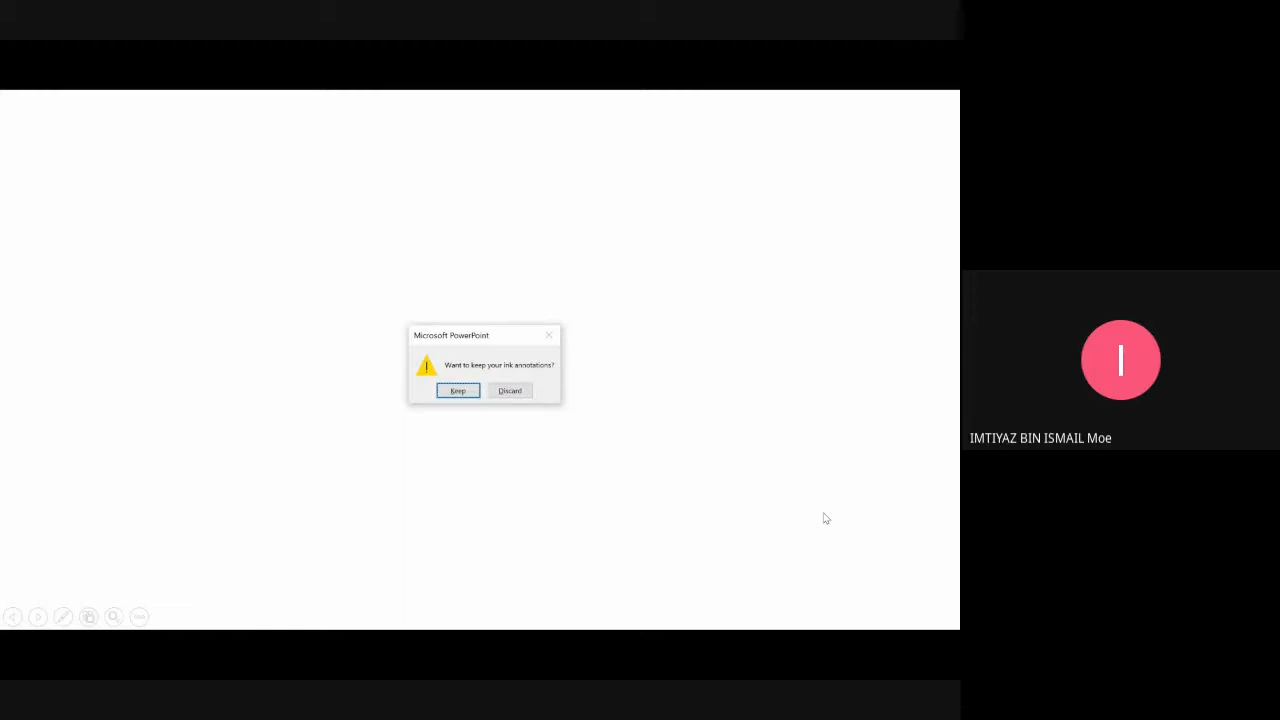 Microsoft PowerPoint
Want to keep your ink annotations?
Keep
Discard
I
IMTIYAZ BIN ISMAIL Moe